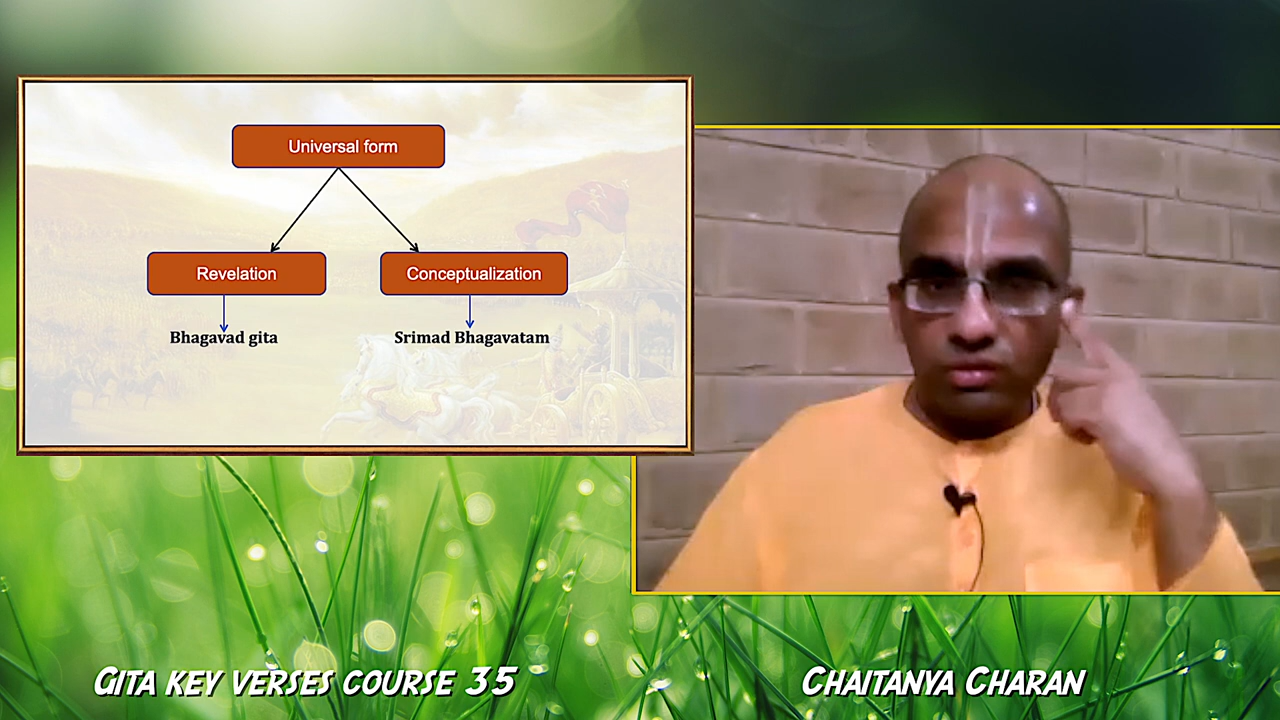 Universal form
Revelation
Conceptualization
Bhagavad gita
Srimad Bhagavatam
Gita key verses course 35
Chaitanya Charan